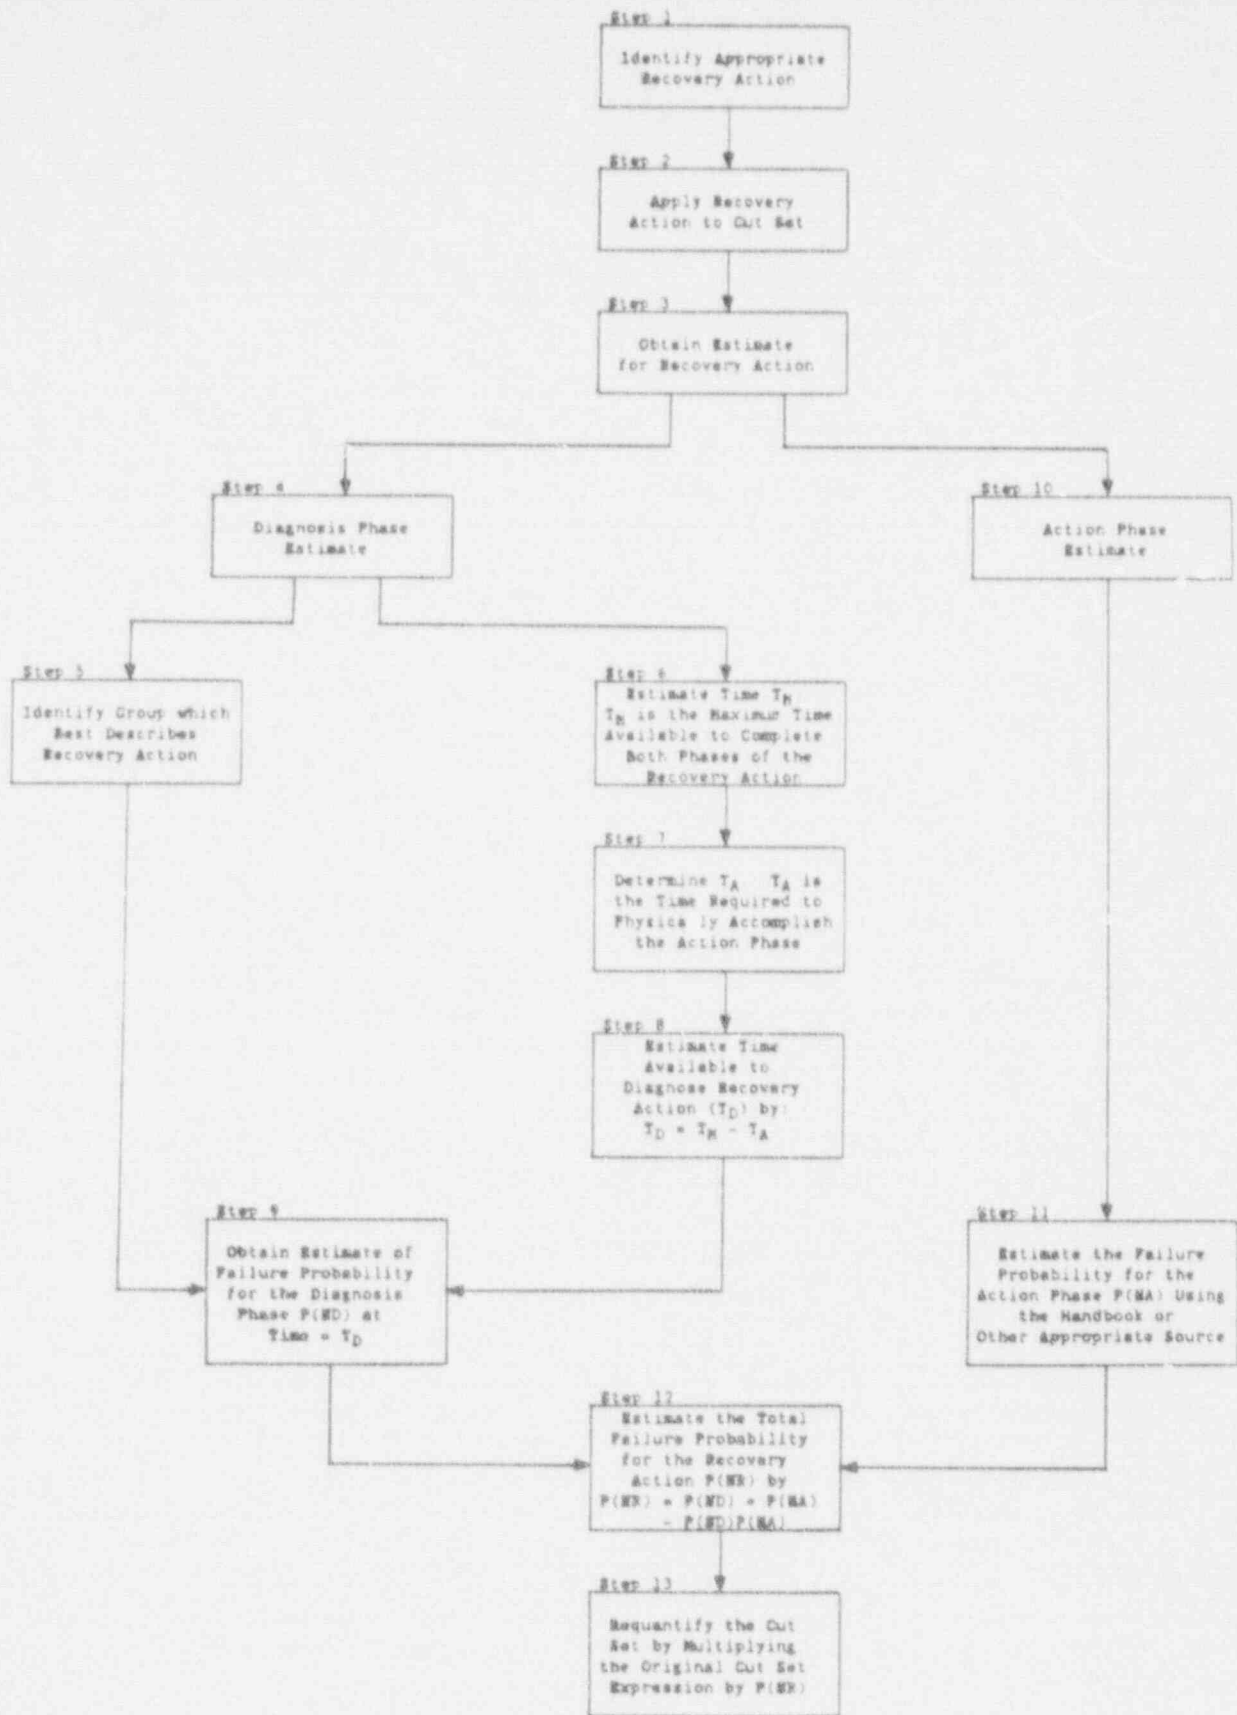 Step 1
Identify Appropriate
Recovery Action
Step 2
Apply Recovery
Action to Cut Set
Step 3
Obtain Estimate
for Recovery Action
Step 4
Diagnosis Phase
Estimate
Step 10
Action Phase
Estimate
Step 5
Identify Group which
Best Describes
Recovery Action
Step 6
Estimate Time T_M
T_M is the Maximum Time
Available to Complete
Both Phases of the
Recovery Action
Step 7
Determine T_A T_A is
the Time Required to
Physica ly Accomplish
the Action Phase
Step 8
Estimate Time
Available to
Diagnose Recovery
Action (T_D) by:
T_D = T_M - T_A
Step 9
Obtain Estimate of
Failure Probability
for the Diagnosis
Phase P(ND) at
Time = T_D
Step 11
Estimate the Failure
Probability for the
Action Phase P(NA) Using
the Handbook or
Other Appropriate Source
Step 12
Estimate the Total
Failure Probability
for the Recovery
Action P(NR) by
P(NR) = P(ND) + P(NA)
- P(ND)P(NA)
Step 13
Requantify the Cut
Set by Multiplying
the Original Cut Set
Expression by P(NR)